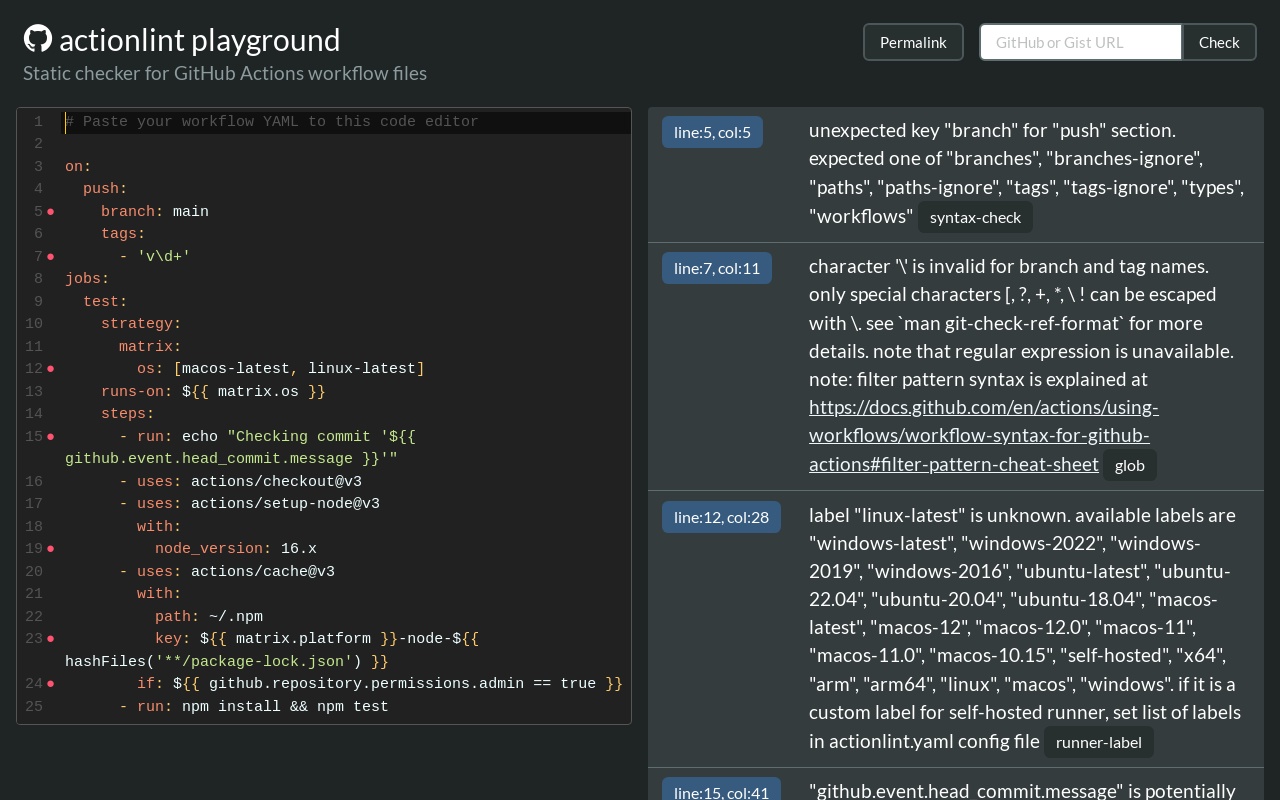 actionlint playground
Static checker for GitHub Actions workflow files
Permalink
GitHub or Gist URL
Check
1 # Paste your workflow YAML to this code editor
2
3 on:
4 push:
5 branch: main
6 tags:
7 - 'v\d+'
8 jobs:
9 test:
10 strategy:
11 matrix:
12 os: [macos-latest, linux-latest]
13 runs-on: ${{ matrix.os }}
14 steps:
15 - run: echo "Checking commit '${{
github.event.head_commit.message }}'"
16 - uses: actions/checkout@v3
17 - uses: actions/setup-node@v3
18 with:
19 node_version: 16.x
20 - uses: actions/cache@v3
21 with:
22 path: ~/.npm
23 key: ${{ matrix.platform }}-node-${{
hashFiles('**/package-lock.json') }}
24 if: ${{ github.repository.permissions.admin == true }}
25 - run: npm install && npm test
line:5, col:5
unexpected key "branch" for "push" section.
expected one of "branches", "branches-ignore",
"paths", "paths-ignore", "tags", "tags-ignore", "types",
"workflows" syntax-check
line:7, col:11
character '\' is invalid for branch and tag names.
only special characters [, ?, +, *, \ ! can be escaped
with \. see `man git-check-ref-format` for more
details. note that regular expression is unavailable.
note: filter pattern syntax is explained at
https://docs.github.com/en/actions/using-
workflows/workflow-syntax-for-github-
actions#filter-pattern-cheat-sheet glob
line:12, col:28
label "linux-latest" is unknown. available labels are
"windows-latest", "windows-2022", "windows-
2019", "windows-2016", "ubuntu-latest", "ubuntu-
22.04", "ubuntu-20.04", "ubuntu-18.04", "macos-
latest", "macos-12", "macos-12.0", "macos-11",
"macos-11.0", "macos-10.15", "self-hosted", "x64",
"arm", "arm64", "linux", "macos", "windows". if it is a
custom label for self-hosted runner, set list of labels
in actionlint.yaml config file runner-label
line:15, col:41
"github.event.head_commit.message" is potentially